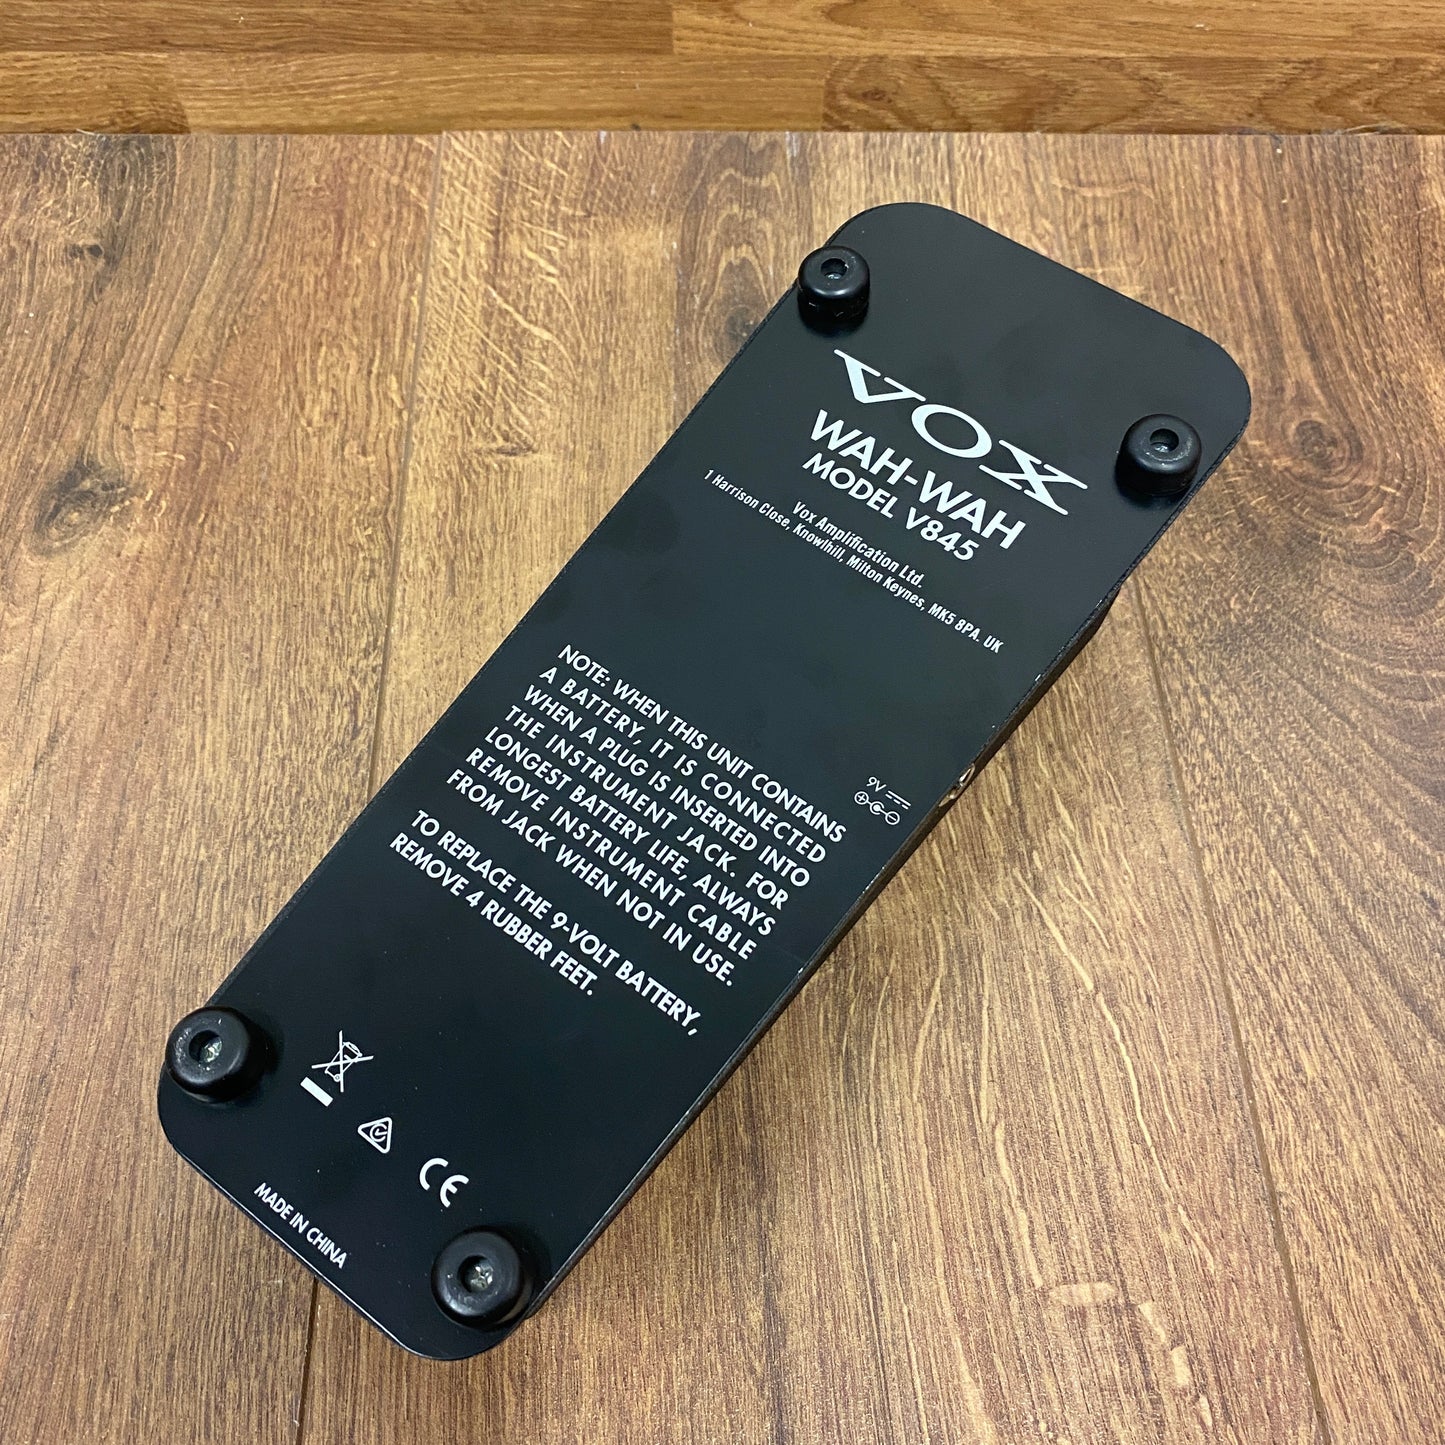 VOX
WAH-WAH
MODEL V845
Vox Amplification Ltd.
1 Harrison Close, Knowlhill, Milton Keynes, MK5 8PA. UK
NOTE: WHEN THIS UNIT CONTAINS
A BATTERY, IT IS CONNECTED
WHEN A PLUG IS INSERTED INTO
THE INSTRUMENT JACK. FOR
LONGEST BATTERY LIFE, ALWAYS
REMOVE INSTRUMENT CABLE
FROM JACK WHEN NOT IN USE.
TO REPLACE THE 9-VOLT BATTERY,
REMOVE 4 RUBBER FEET.
9V
CE
MADE IN CHINA